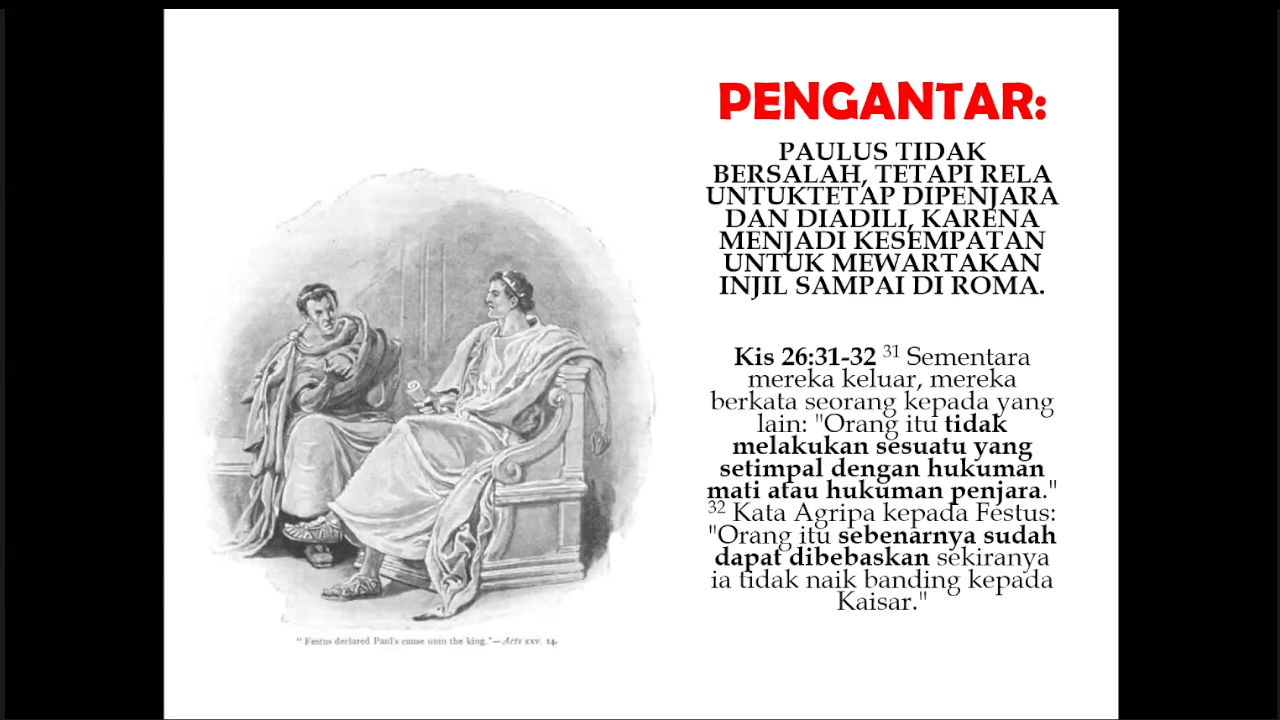 PENGANTAR:
PAULUS TIDAK
BERSALAH, TETAPI RELA
UNTUKTETAP DIPENJARA
DAN DIADILI, KARENA
MENJADI KESEMPATAN
UNTUK MEWARTAKAN
INJIL SAMPAI DI ROMA.
Kis 26:31-32 31 Sementara
mereka keluar, mereka
berkata seorang kepada yang
lain: "Orang itu tidak
melakukan sesuatu yang
setimpal dengan hukuman
mati atau hukuman penjara."
32 Kata Agripa kepada Festus:
"Orang itu sebenarnya sudah
dapat dibebaskan sekiranya
ia tidak naik banding kepada
Kaisar."
"Festus declared Paul's cause unto the king."—Acts xxv. 14.